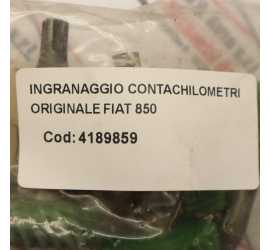 INGRANAGGIO CONTACHILOMETRI
ORIGINALE FIAT 850
Cod: 4189859